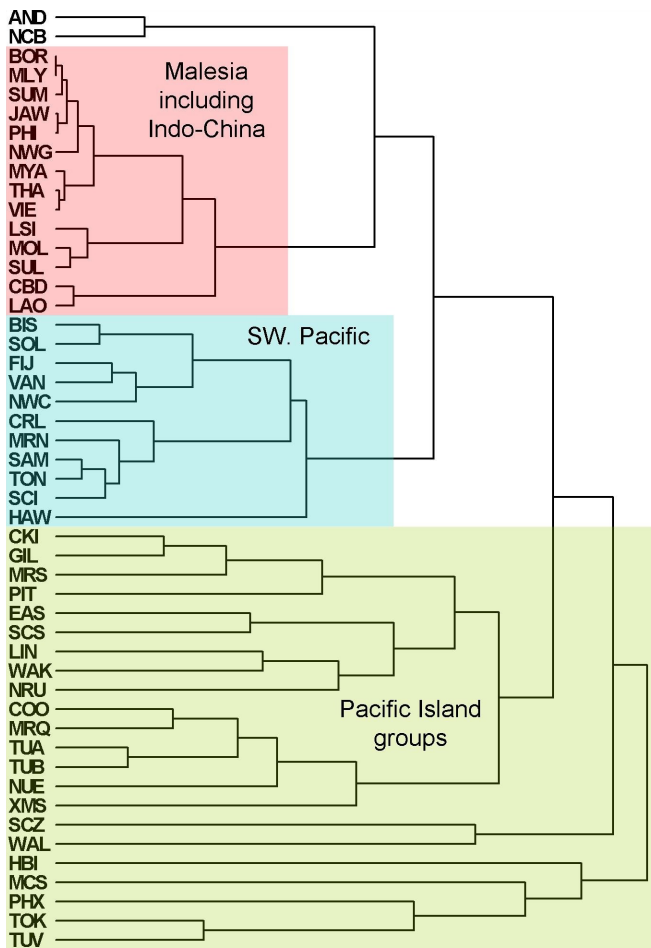 AND
NCB
BOR
MLY
SUM
JAW
PHI
NWG
MYA
THA
VIE
LSI
MOL
SUL
CBD
LAO
Malesia
including
Indo-China
BIS
SOL
FIJ
VAN
NWC
CRL
MRN
SAM
TON
SCI
HAW
SW. Pacific
CKI
GIL
MRS
PIT
EAS
SCS
LIN
WAK
NRU
COO
MRQ
TUA
TUB
NUE
XMS
SCZ
WAL
HBI
MCS
PHX
TOK
TUV
Pacific Island
groups